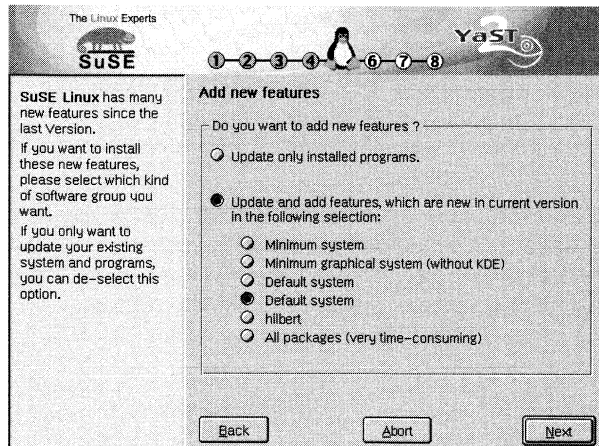 The Linux Experts
SuSE
YaST
2
1-2-3-4- -6-7-8
SuSE Linux has many
new features since the
last Version.
If you want to install
these new features,
please select which kind
of software group you
want.
If you only want to
update your existing
system and programs,
you can de-select this
option.
Add new features
Do you want to add new features ?
Update only installed programs.
Update and add features, which are new in current version
in the following selection:
Minimum system
Minimum graphical system (without KDE)
Default system
Default system
hilbert
All packages (very time-consuming)
Back
Abort
Next